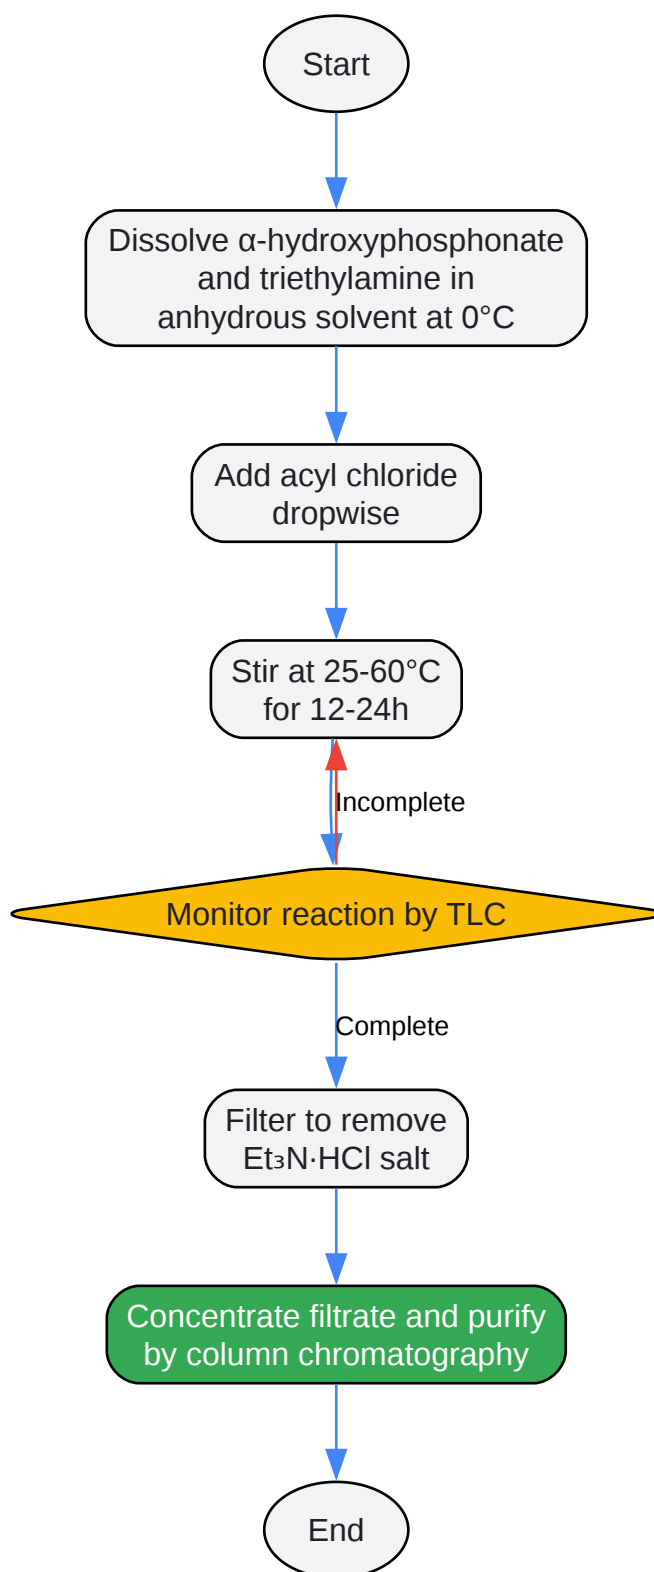 Start
Dissolve α-hydroxyphosphonate
and triethylamine in
anhydrous solvent at 0°C
Add acyl chloride
dropwise
Stir at 25-60°C
for 12-24h
Incomplete
Monitor reaction by TLC
Complete
Filter to remove
Et₃N·HCl salt
Concentrate filtrate and purify
by column chromatography
End